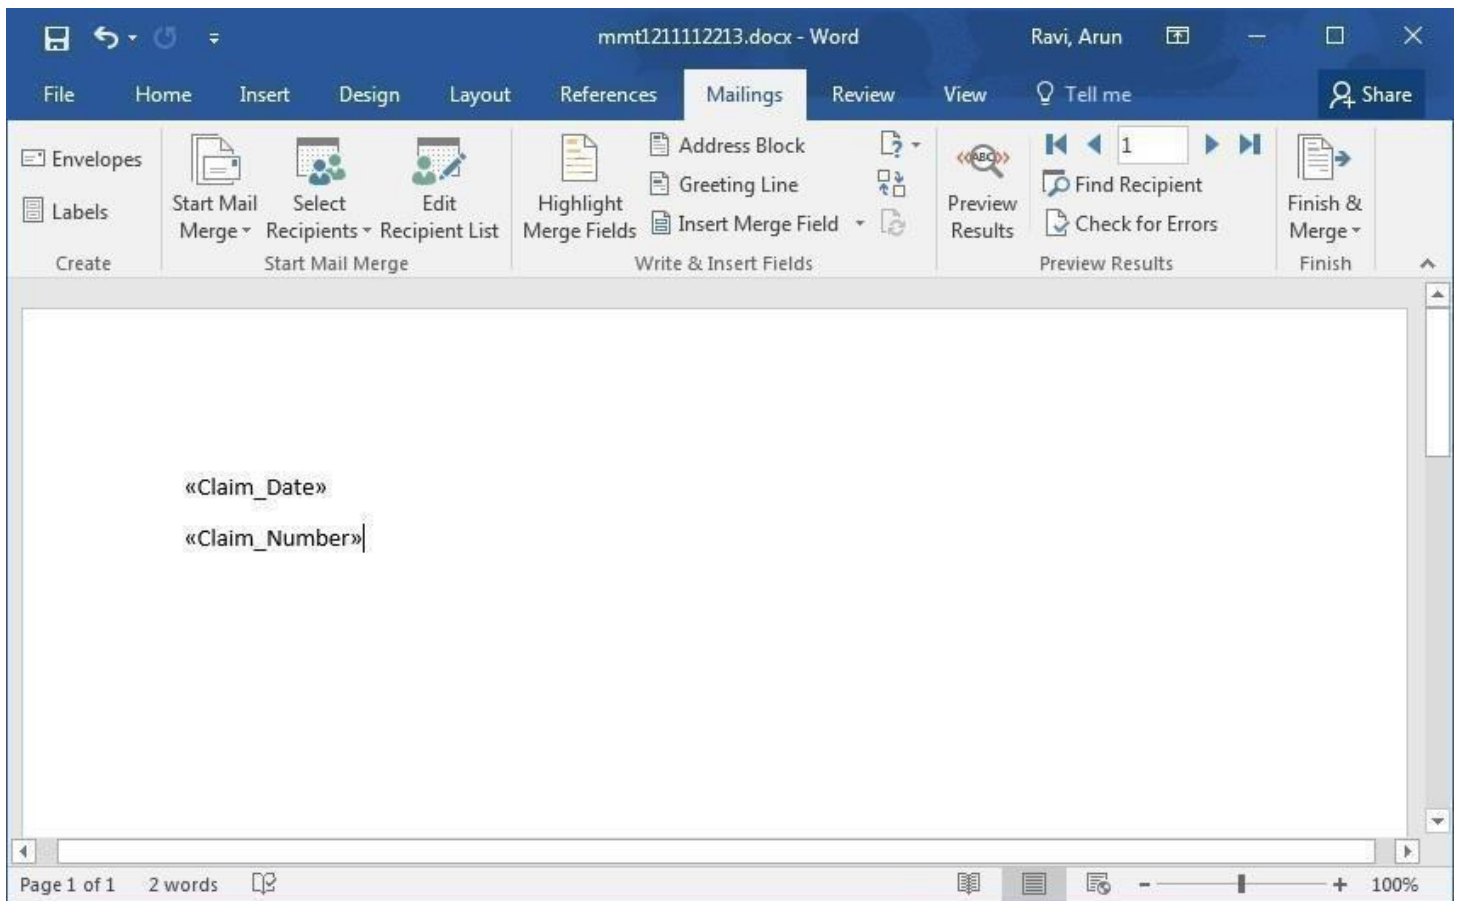 mmt1211112213.docx - Word
Ravi, Arun
File Home Insert Design Layout References Mailings Review View Tell me Share
Envelopes
Labels
Create
Start Mail
Merge
Select
Recipients
Edit
Recipient List
Start Mail Merge
Highlight
Merge Fields
Address Block
Greeting Line
Insert Merge Field
Write & Insert Fields
«ABC»
Preview
Results
1
Find Recipient
Check for Errors
Preview Results
Finish &
Merge
Finish
«Claim_Date»
«Claim_Number»
Page 1 of 1 2 words 100%